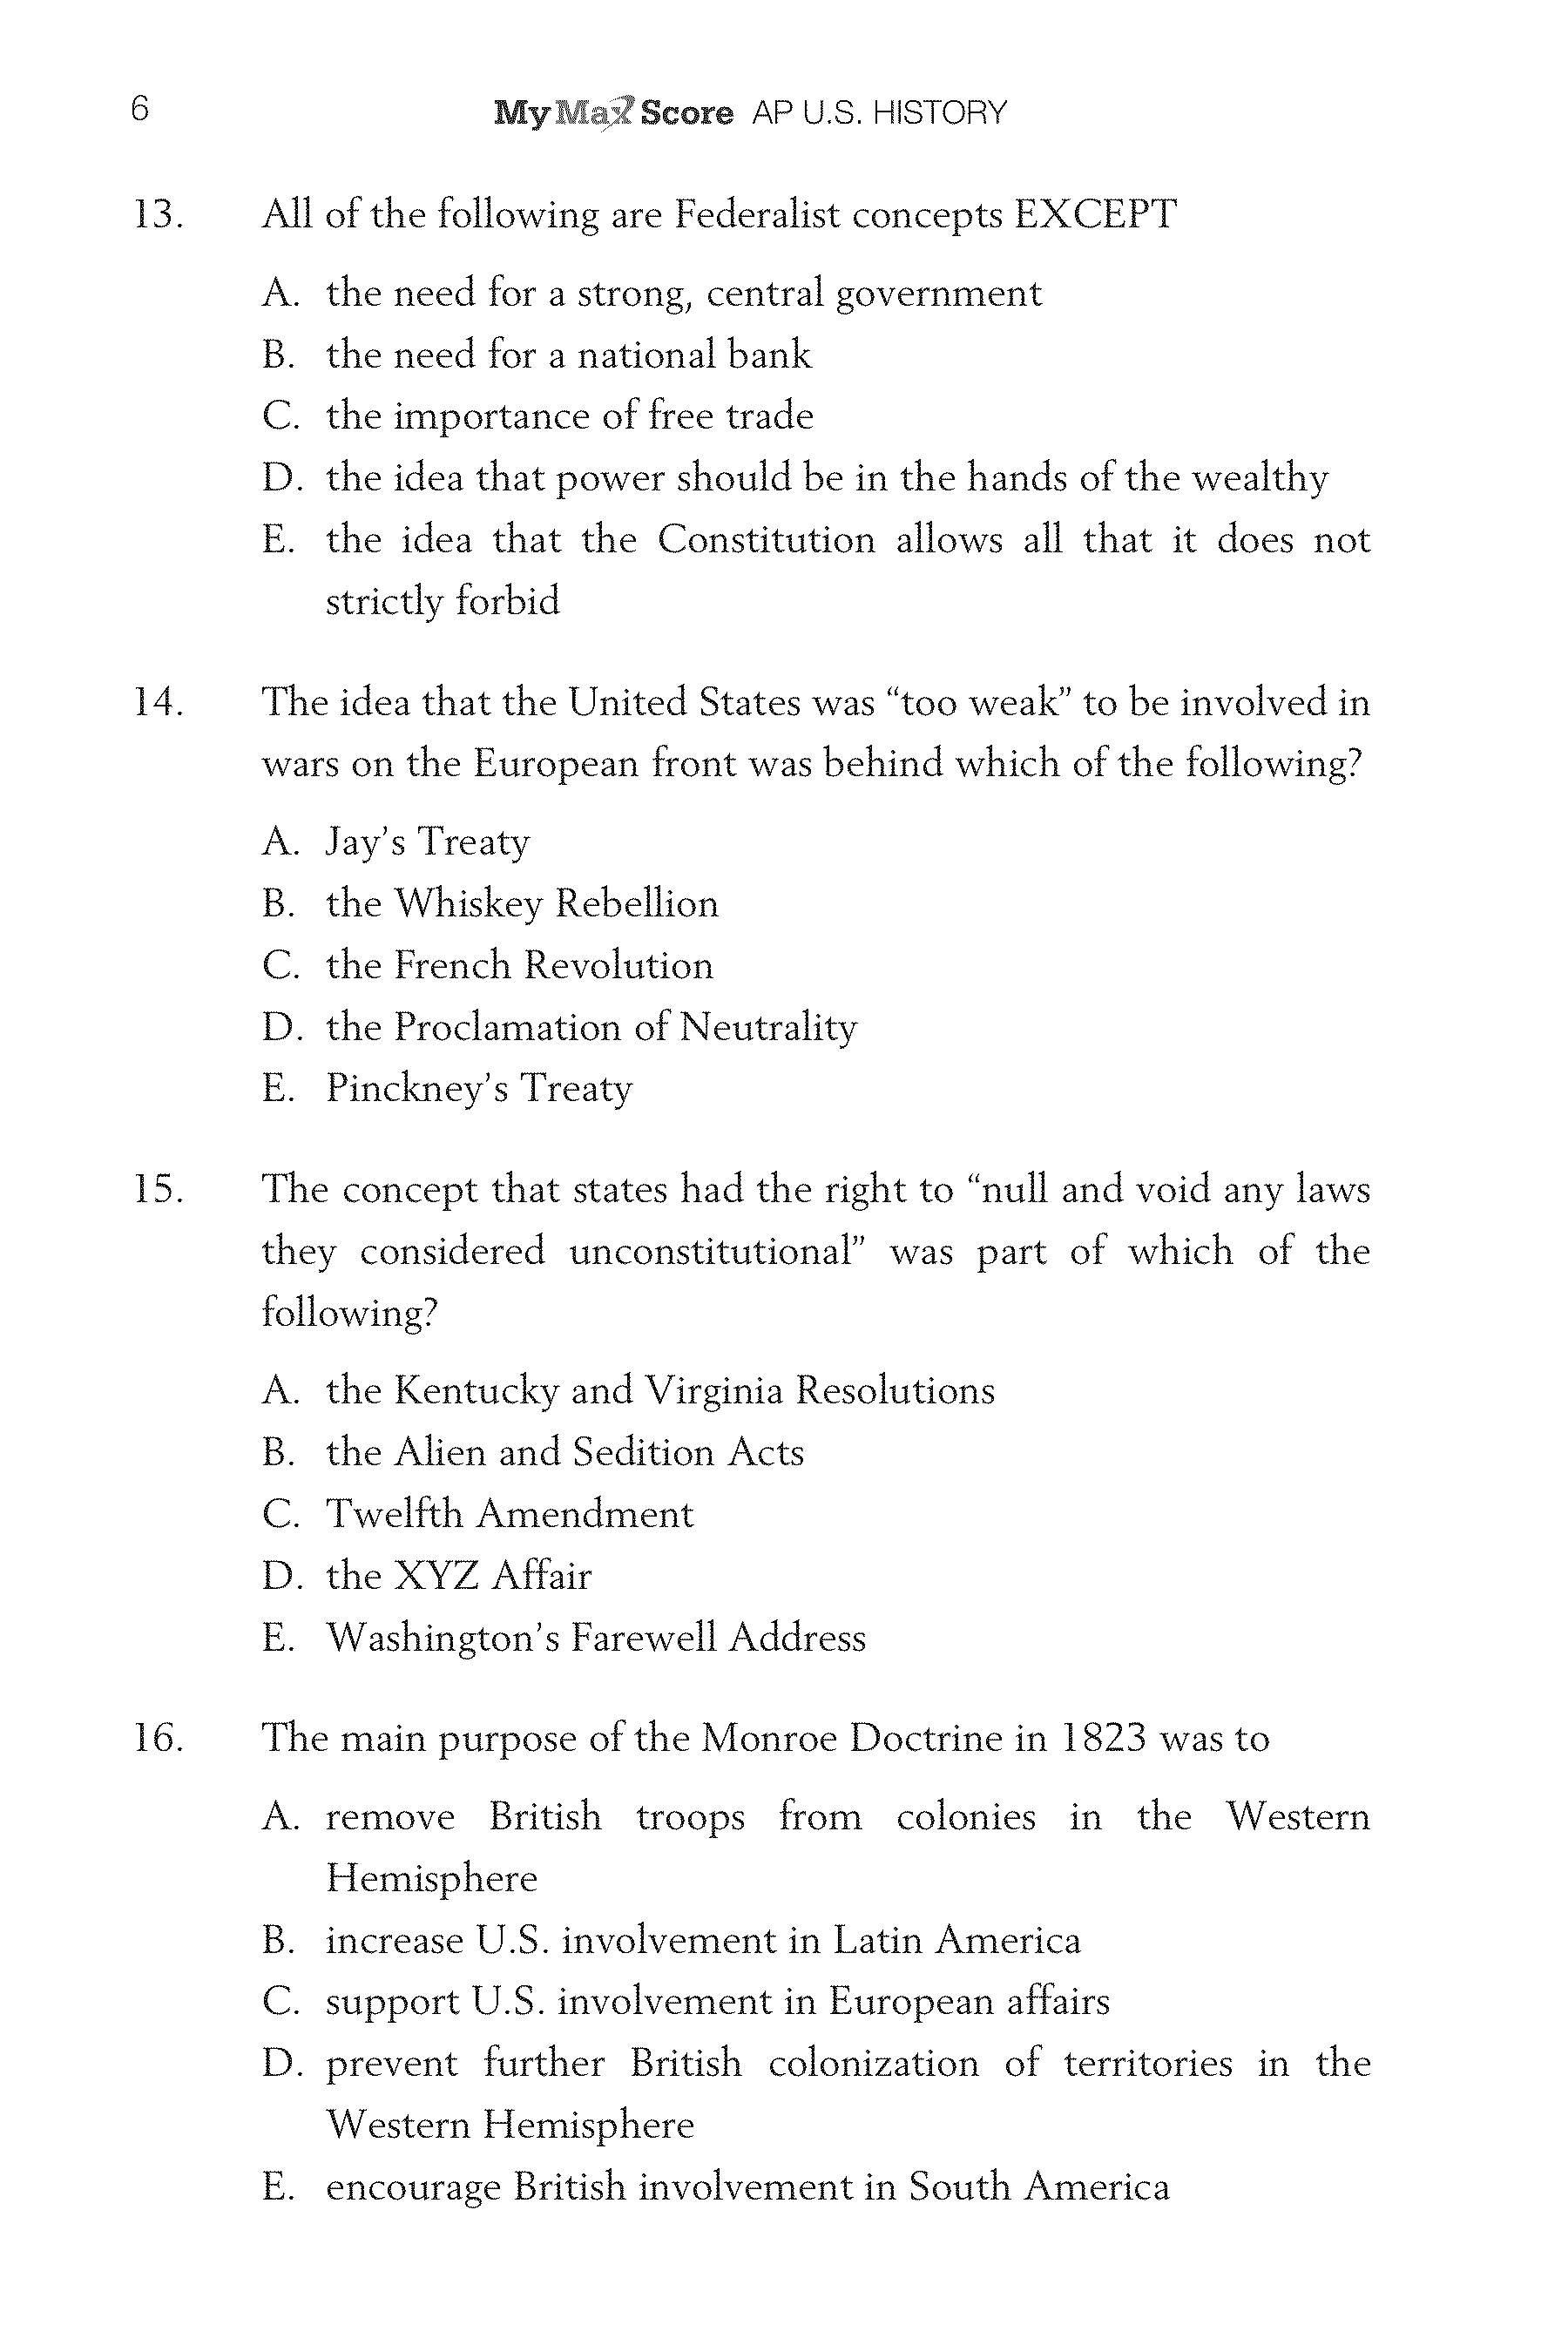 6
My Max Score AP U.S. HISTORY
13. All of the following are Federalist concepts EXCEPT
A. the need for a strong, central government
B. the need for a national bank
C. the importance of free trade
D. the idea that power should be in the hands of the wealthy
E. the idea that the Constitution allows all that it does not
strictly forbid
14. The idea that the United States was “too weak” to be involved in
wars on the European front was behind which of the following?
A. Jay’s Treaty
B. the Whiskey Rebellion
C. the French Revolution
D. the Proclamation of Neutrality
E. Pinckney’s Treaty
15. The concept that states had the right to “null and void any laws
they considered unconstitutional” was part of which of the
following?
A. the Kentucky and Virginia Resolutions
B. the Alien and Sedition Acts
C. Twelfth Amendment
D. the XYZ Affair
E. Washington’s Farewell Address
16. The main purpose of the Monroe Doctrine in 1823 was to
A. remove British troops from colonies in the Western
Hemisphere
B. increase U.S. involvement in Latin America
C. support U.S. involvement in European affairs
D. prevent further British colonization of territories in the
Western Hemisphere
E. encourage British involvement in South America